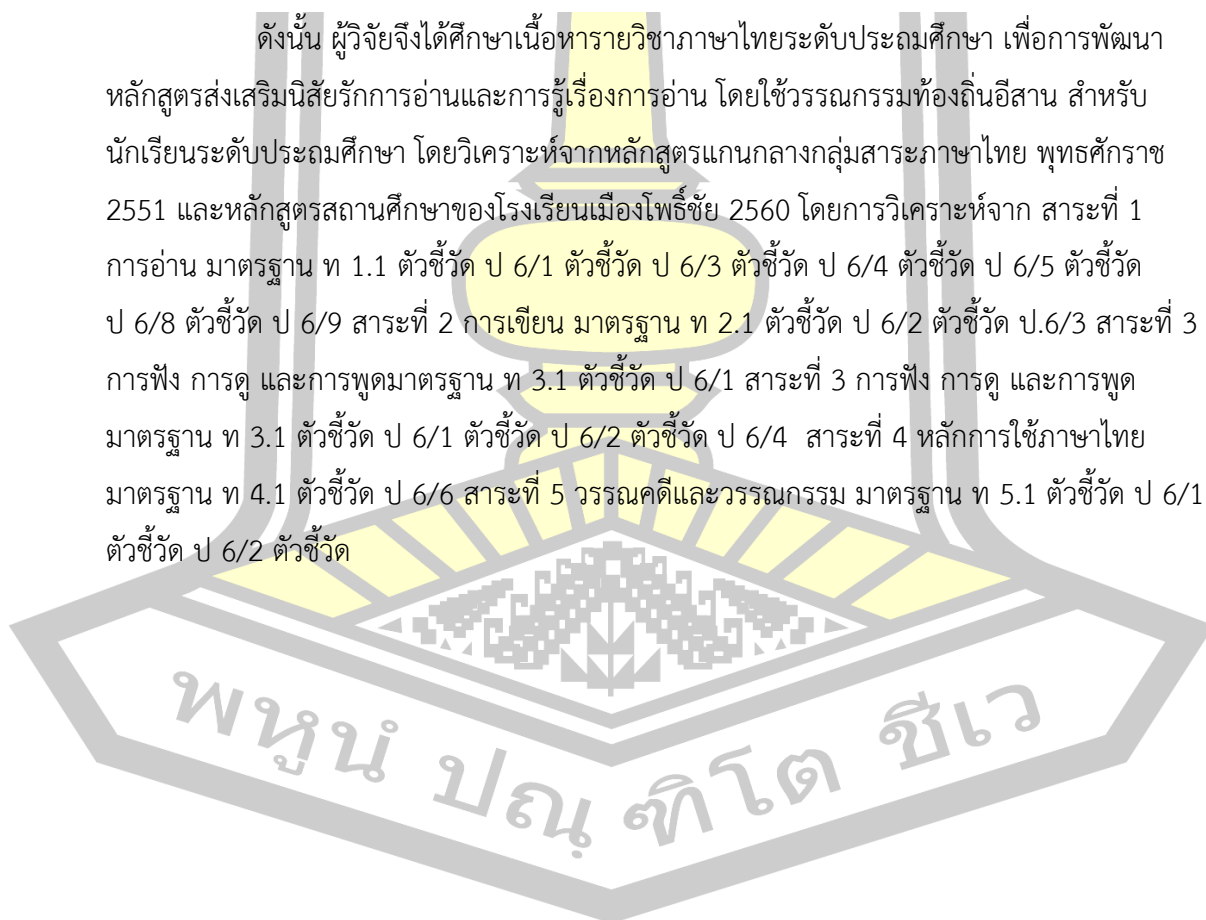 ดังนั้น ผู้วิจัยจึงได้ศึกษาเนื้อหารายวิชาภาษาไทยระดับประถมศึกษา เพื่อการพัฒนา
หลักสูตรส่งเสริมนิสัยรักการอ่านและการรู้เรื่องการอ่าน โดยใช้วรรณกรรมท้องถิ่นอีสาน สำหรับ
นักเรียนระดับประถมศึกษา โดยวิเคราะห์จากหลักสูตรแกนกลางกลุ่มสาระภาษาไทย พุทธศักราช
2551 และหลักสูตรสถานศึกษาของโรงเรียนเมืองโพธิ์ชัย 2560 โดยการวิเคราะห์จาก สาระที่ 1
การอ่าน มาตรฐาน ท 1.1 ตัวชี้วัด ป 6/1 ตัวชี้วัด ป 6/3 ตัวชี้วัด ป 6/4 ตัวชี้วัด ป 6/5 ตัวชี้วัด
ป 6/8 ตัวชี้วัด ป 6/9 สาระที่ 2 การเขียน มาตรฐาน ท 2.1 ตัวชี้วัด ป 6/2 ตัวชี้วัด ป.6/3 สาระที่ 3
การฟัง การดู และการพูดมาตรฐาน ท 3.1 ตัวชี้วัด ป 6/1 สาระที่ 3 การฟัง การดู และการพูด
มาตรฐาน ท 3.1 ตัวชี้วัด ป 6/1 ตัวชี้วัด ป 6/2 ตัวชี้วัด ป 6/4 สาระที่ 4 หลักการใช้ภาษาไทย
มาตรฐาน ท 4.1 ตัวชี้วัด ป 6/6 สาระที่ 5 วรรณคดีและวรรณกรรม มาตรฐาน ท 5.1 ตัวชี้วัด ป 6/1
ตัวชี้วัด ป 6/2 ตัวชี้วัด
พหูนํ ปณฺฑิโต ชีเว